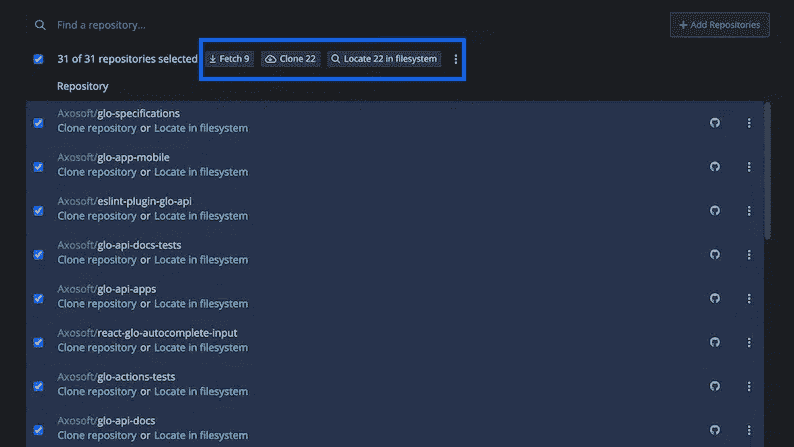 Find a repository...
+ Add Repositories
31 of 31 repositories selected
Fetch 9
Clone 22
Locate 22 in filesystem
Repository
Axosoft/glo-specifications
Clone repository or Locate in filesystem
Axosoft/glo-app-mobile
Clone repository or Locate in filesystem
Axosoft/eslint-plugin-glo-api
Clone repository or Locate in filesystem
Axosoft/glo-api-docs-tests
Clone repository or Locate in filesystem
Axosoft/glo-api-apps
Clone repository or Locate in filesystem
Axosoft/react-glo-autocomplete-input
Clone repository or Locate in filesystem
Axosoft/glo-actions-tests
Clone repository or Locate in filesystem
Axosoft/glo-api-docs
Clone repository or Locate in filesystem